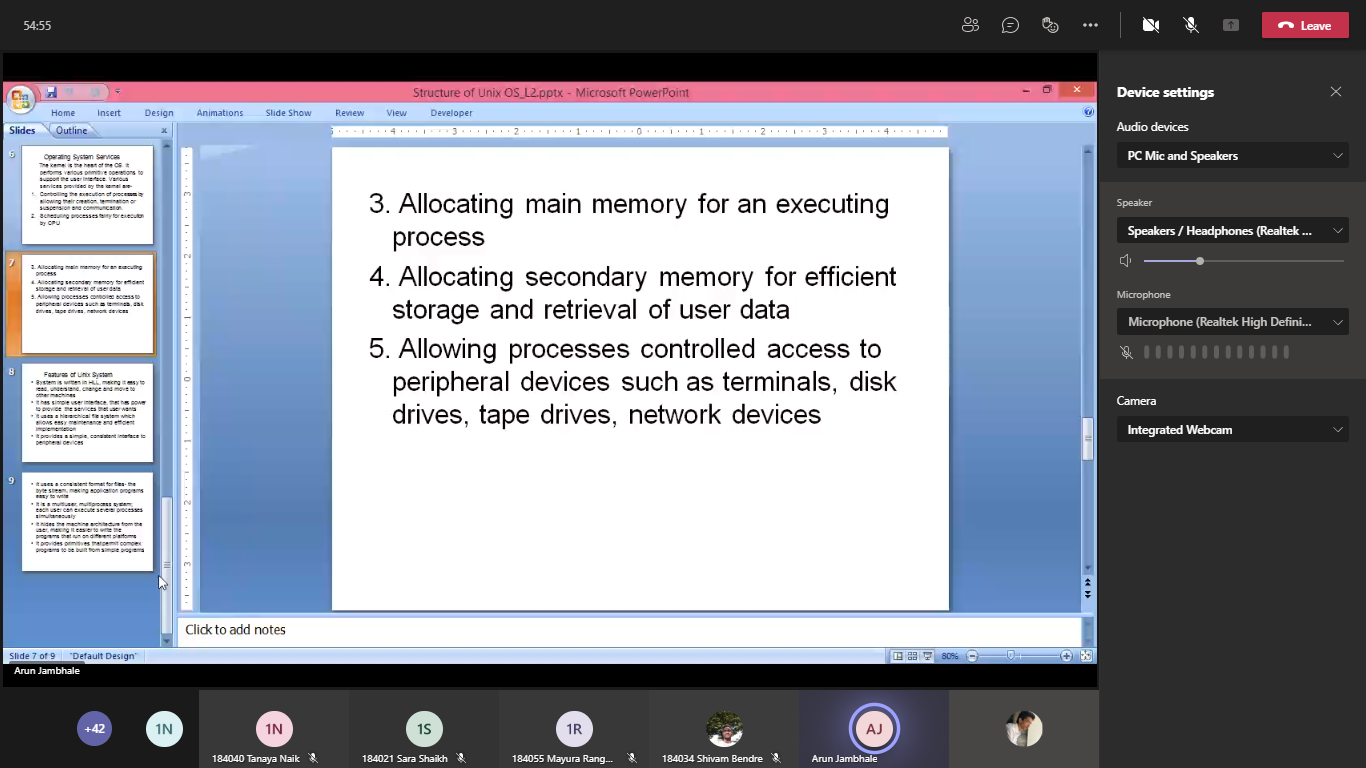 54:55
Leave
Structure of Unix OS_L2.pptx - Microsoft PowerPoint
Home Insert Design Animations Slide Show Review View Developer
Slides Outline
6
Operating System Services
The kernel is the heart of the OS. It
performs various primitive operations to
support the user interface. Various
services provided by the kernel are-
1. Controlling the execution of processes by
allowing their creation, termination or
suspension and communication.
2. Scheduling processes fairly for execution
by CPU
7
3. Allocating main memory for an executing
process
4. Allocating secondary memory for efficient
storage and retrieval of user data
5. Allowing processes controlled access to
peripheral devices such as terminals, disk
drives, tape drives, network devices
8
Features of Unix System
• System is written in HLL, making it easy to
read, understand, change and move to
other machines
• It has simple user interface, that has power
to provide the services that user wants
• It uses a hierarchical file system which
allows easy maintenance and efficient
implementation
• It provides a simple, consistent interface to
peripheral devices
9
• It uses a consistent format for files- the
byte stream, making application programs
easy to write
• It is a multiuser, multiprocess system;
each user can execute several processes
simultaneously
• It hides the machine architecture from the
user, making it easier to write the
programs that run on different platforms
• It provides primitives that permit complex
programs to be built from simple programs
3. Allocating main memory for an executing
process
4. Allocating secondary memory for efficient
storage and retrieval of user data
5. Allowing processes controlled access to
peripheral devices such as terminals, disk
drives, tape drives, network devices
Click to add notes
Slide 7 of 9 "Default Design" 80%
Arun Jambhale
Device settings
Audio devices
PC Mic and Speakers
Speaker
Speakers / Headphones (Realtek ...
Microphone
Microphone (Realtek High Defini...
Camera
Integrated Webcam
+42 1N 1N 1S 1R AJ
184040 Tanaya Naik 184021 Sara Shaikh 184055 Mayura Rang... 184034 Shivam Bendre Arun Jambhale